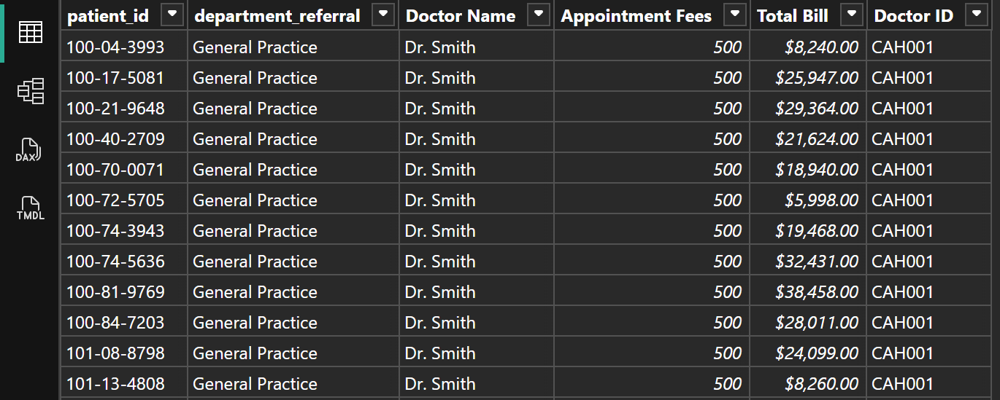 patient_id department_referral Doctor Name Appointment Fees Total Bill Doctor ID
100-04-3993 General Practice Dr. Smith 500 $8,240.00 CAH001
100-17-5081 General Practice Dr. Smith 500 $25,947.00 CAH001
100-21-9648 General Practice Dr. Smith 500 $29,364.00 CAH001
100-40-2709 General Practice Dr. Smith 500 $21,624.00 CAH001
DAX
100-70-0071 General Practice Dr. Smith 500 $18,940.00 CAH001
100-72-5705 General Practice Dr. Smith 500 $5,998.00 CAH001
TMDL
100-74-3943 General Practice Dr. Smith 500 $19,468.00 CAH001
100-74-5636 General Practice Dr. Smith 500 $32,431.00 CAH001
100-81-9769 General Practice Dr. Smith 500 $38,458.00 CAH001
100-84-7203 General Practice Dr. Smith 500 $28,011.00 CAH001
101-08-8798 General Practice Dr. Smith 500 $24,099.00 CAH001
101-13-4808 General Practice Dr. Smith 500 $8,260.00 CAH001